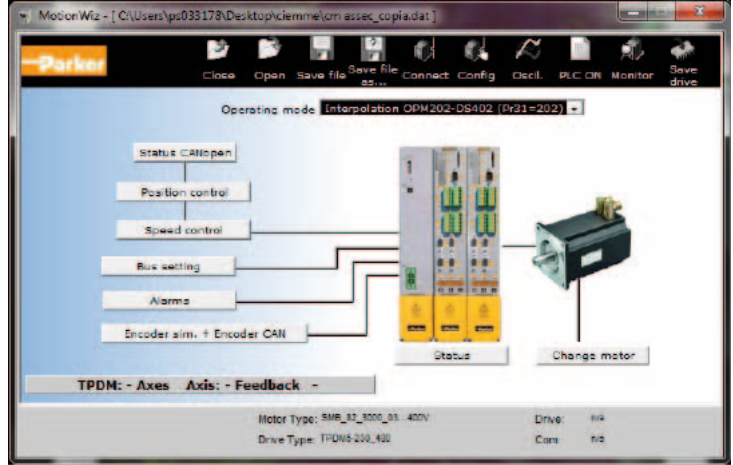 MotionWiz - [ C:\Users\ps033178\Desktop\ciemme\cm assec_copia.dat ]
Parker
Close
Open
Save file
Save file as...
Connect
Config
Oscil.
PLC ON
Monitor
Save drive
Operating mode Interpolation OPM202-DS402 (Pr31=202)
Status CANopen
Position control
Speed control
Bus setting
Alarms
Encoder sim. + Encoder CAN
Status
Change motor
TPDM: - Axes Axis: - Feedback -
Motor Type: SMB_82_3000_03...400V
Drive: n/a
Drive Type:
Com: n/a